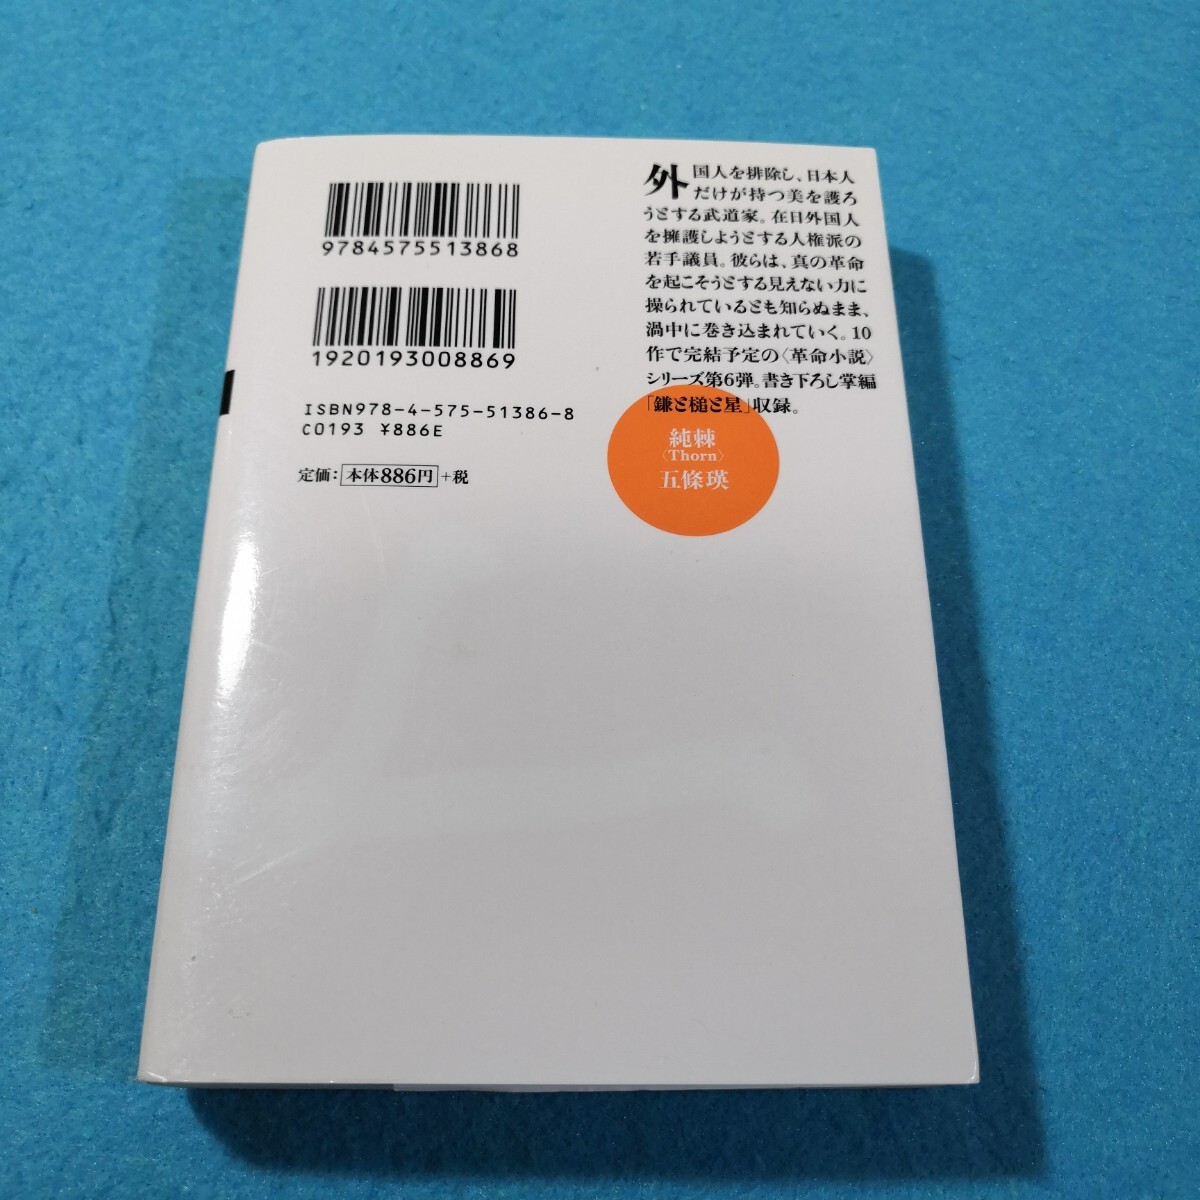 9784575513868
1920193008869
ISBN978-4-575-51386-8
C0193 ¥886E
定価：本体886円+税
外国人を排除し、日本人
だけが持つ美を護ろ
うとする武道家。在日外国人
を擁護しようとする人権派の
若手議員。彼らは、真の革命
を起こそうとする見えない力に
操られているとも知らぬまま、
渦中に巻き込まれていく。10
作で完結予定の〈革命小説〉
シリーズ第6弾。書き下ろし掌編
「鎌と槌と星」収録。
純棘
〈Thorn〉
五條瑛